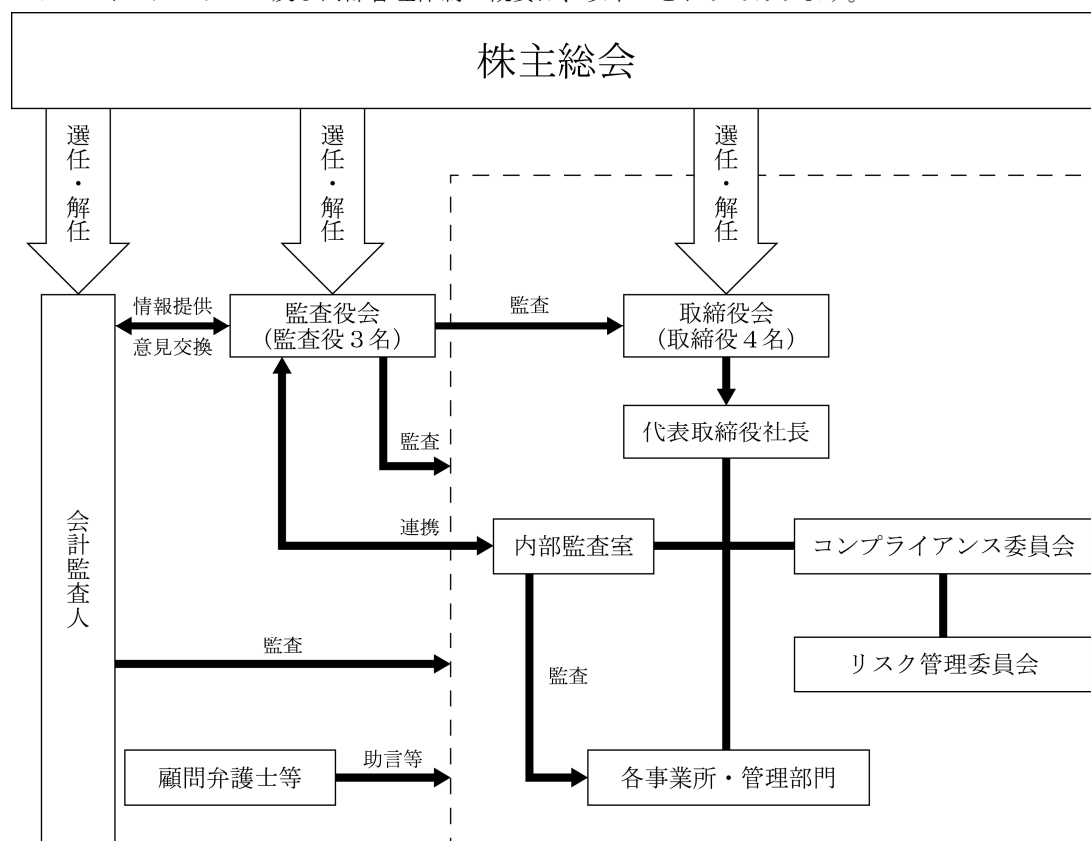 株主総会
選任・解任
選任・解任
選任・解任
情報提供
意見交換
監査役会
（監査役３名）
監査
取締役会
（取締役４名）
代表取締役社長
監査
連携
内部監査室
コンプライアンス委員会
会計監査人
監査
監査
リスク管理委員会
顧問弁護士等
助言等
各事業所・管理部門